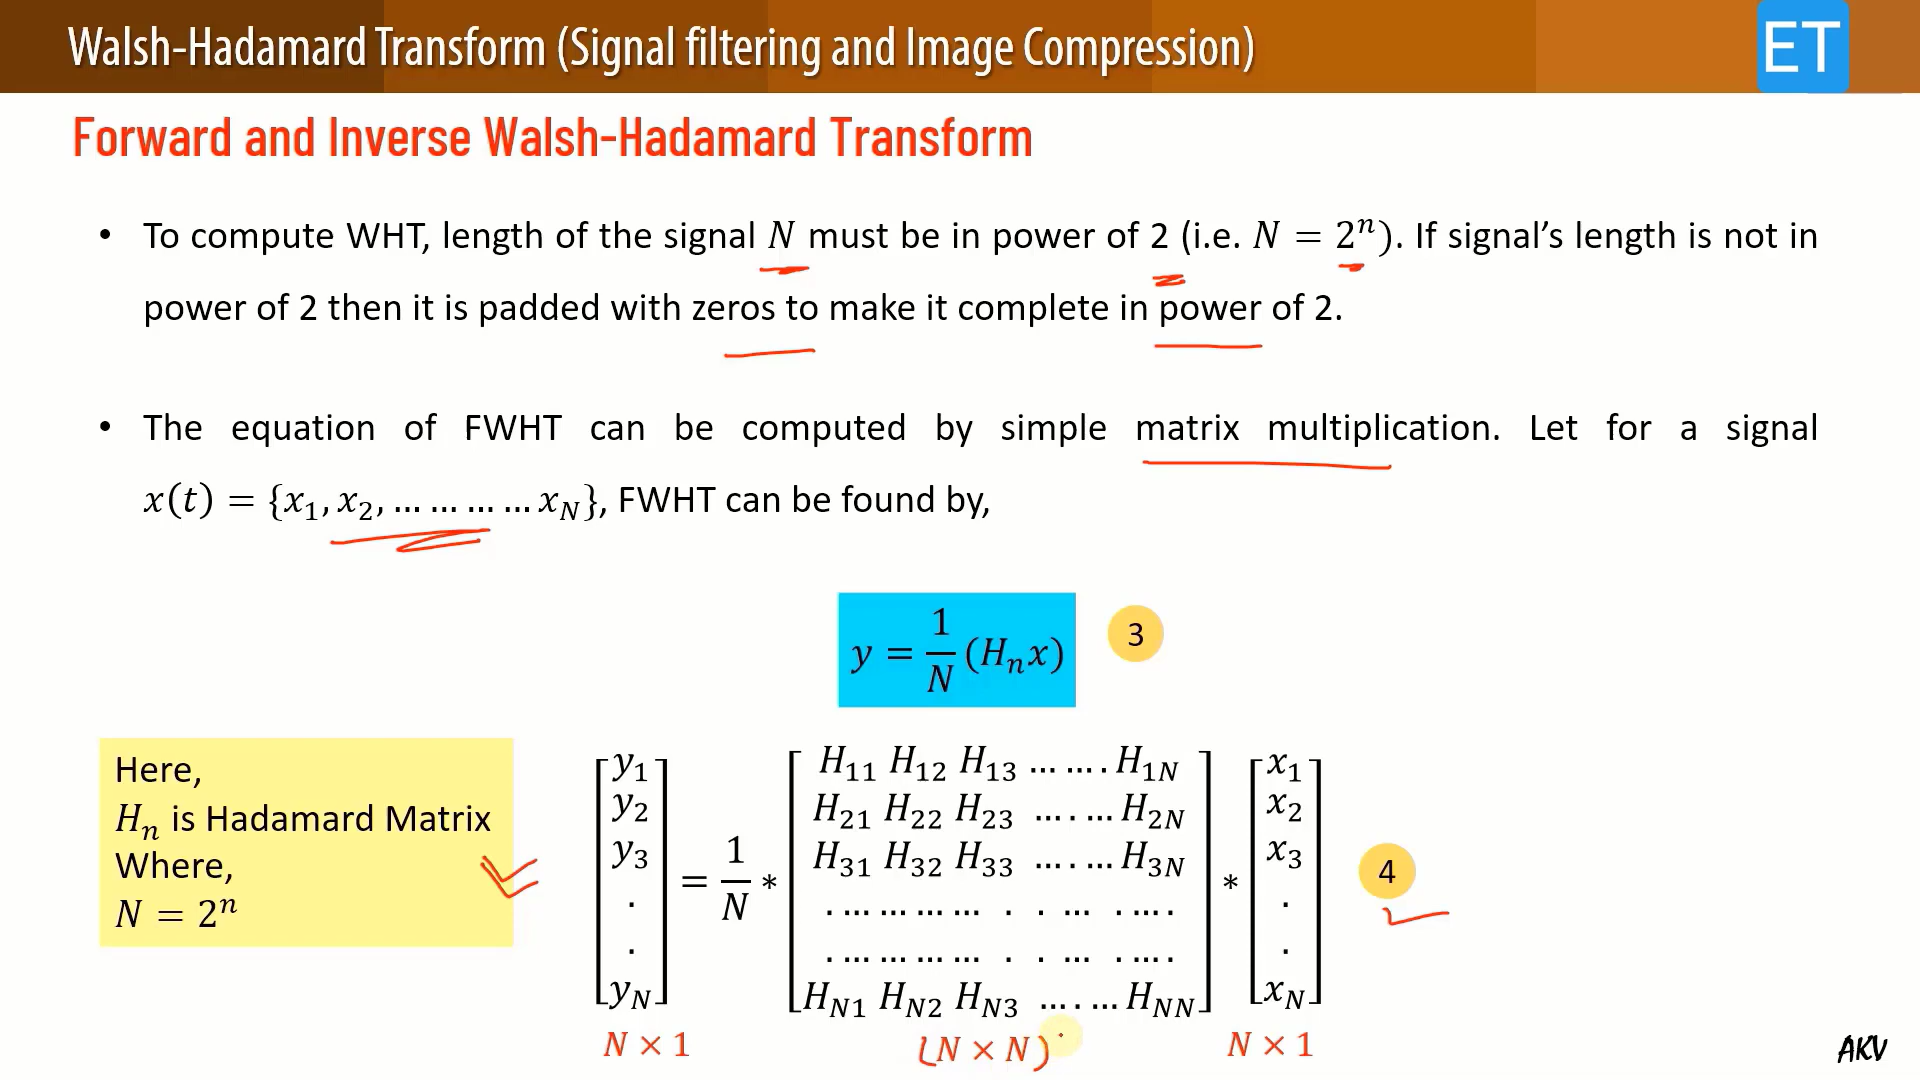 Walsh-Hadamard Transform (Signal filtering and Image Compression)
ET
Forward and Inverse Walsh-Hadamard Transform
• To compute WHT, length of the signal N must be in power of 2 (i.e. N = 2ⁿ). If signal’s length is not in
power of 2 then it is padded with zeros to make it complete in power of 2.
• The equation of FWHT can be computed by simple matrix multiplication. Let for a signal
x(t) = {x₁, x₂, … … … … x_N}, FWHT can be found by,
y = 1/N (Hₙx)
3
Here,
Hₙ is Hadamard Matrix
Where,
N = 2ⁿ
[y₁ y₂ y₃ . . y_N] = 1/N * [
H₁₁ H₁₂ H₁₃ … … . H₁N
H₂₁ H₂₂ H₂₃ … . … H₂N
H₃₁ H₃₂ H₃₃ … . … H₃N
. … … … … . . … . … .
. … … … … . . … . … .
H_N1 H_N2 H_N3 … . … H_NN
] * [x₁ x₂ x₃ . . x_N]
4
N × 1
(N × N)
N × 1
AKV